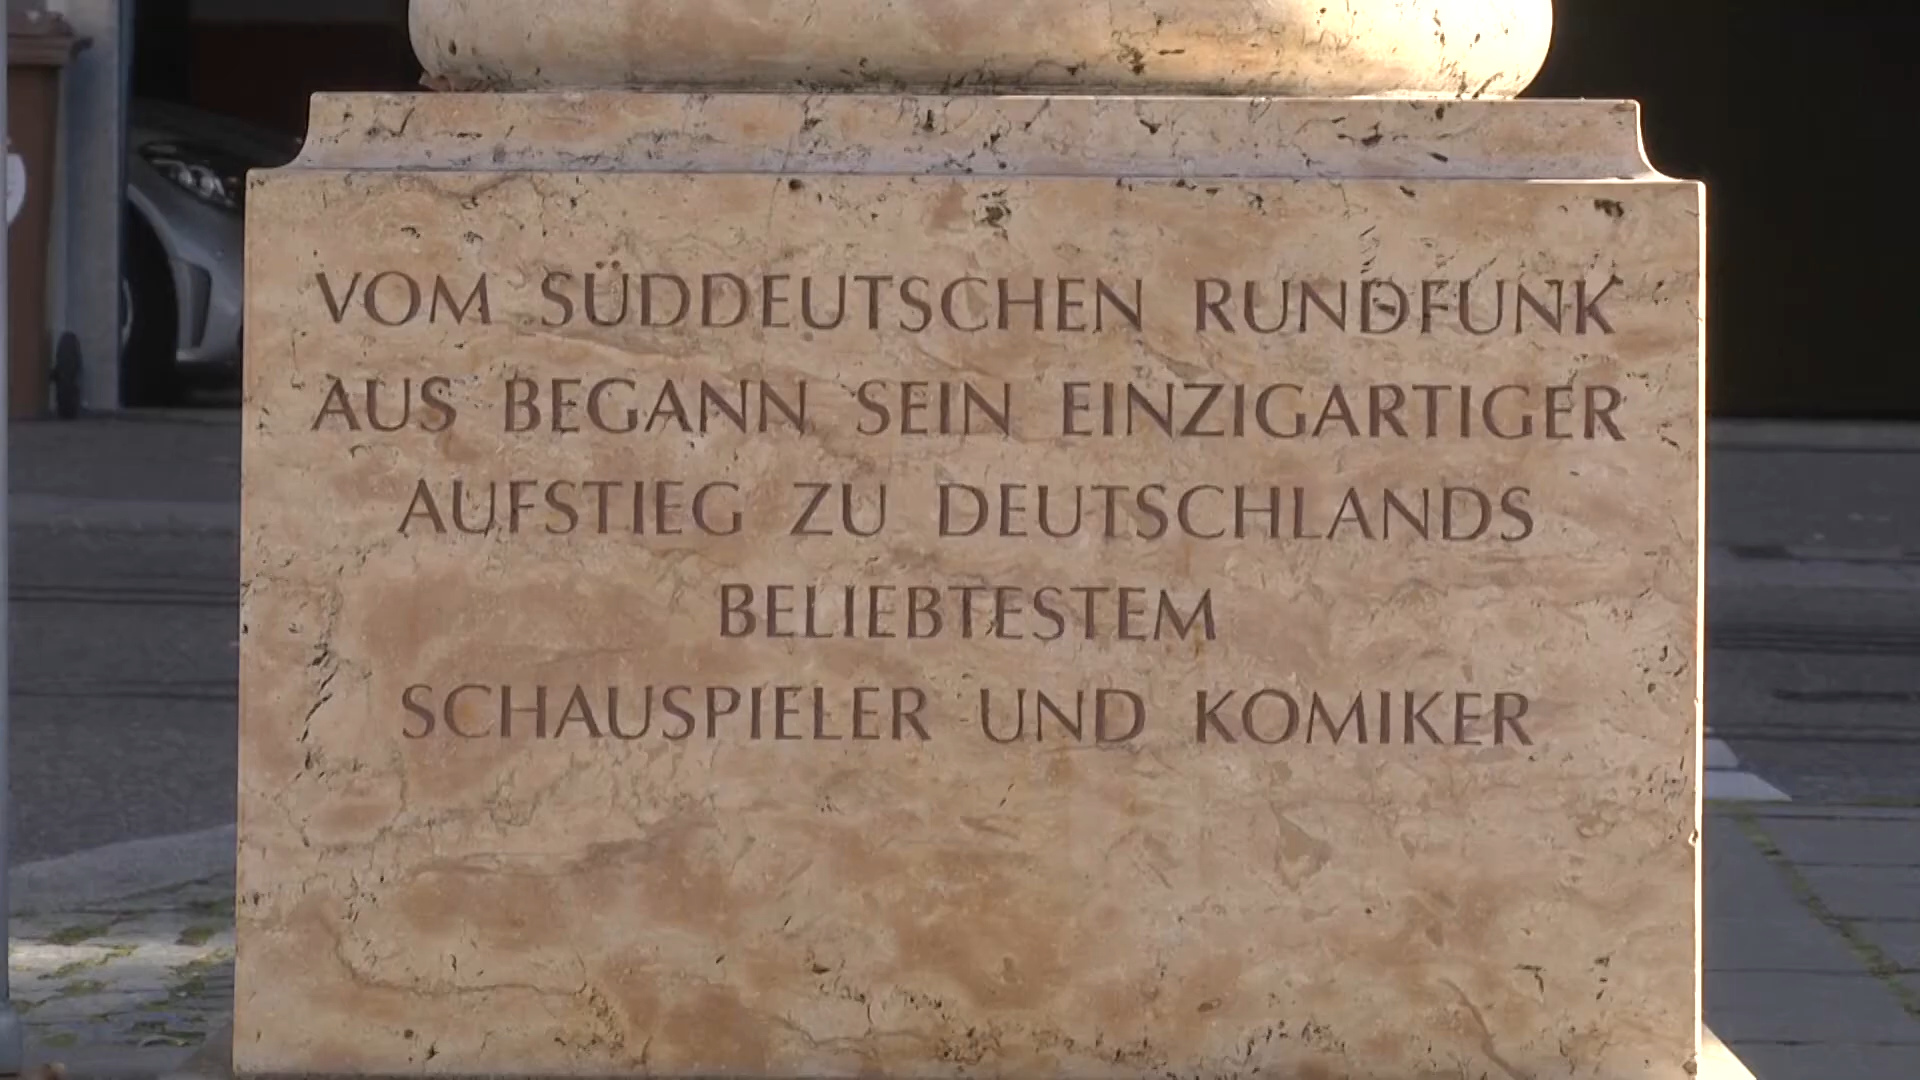 VOM SÜDDEUTSCHEN RUNDFUNK
AUS BEGANN SEIN EINZIGARTIGER
AUFSTIEG ZU DEUTSCHLANDS
BELIEBTESTEM
SCHAUSPIELER UND KOMIKER